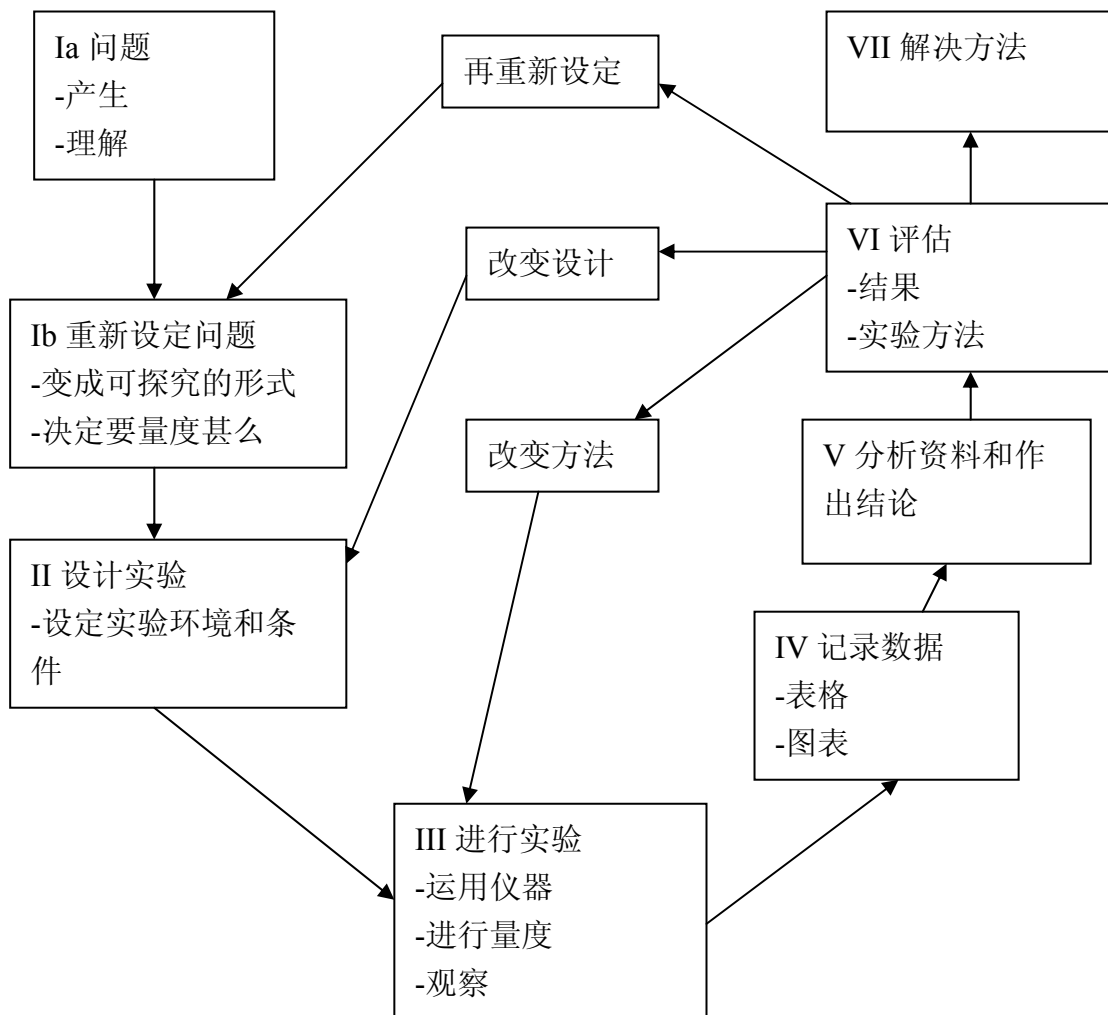 Ia 问题
-产生
-理解
再重新设定
VII 解决方法
改变设计
VI 评估
-结果
-实验方法
Ib 重新设定问题
-变成可探究的形式
-决定要量度甚么
改变方法
V 分析资料和作
出结论
II 设计实验
-设定实验环境和条
件
IV 记录数据
-表格
-图表
III 进行实验
-运用仪器
-进行量度
-观察